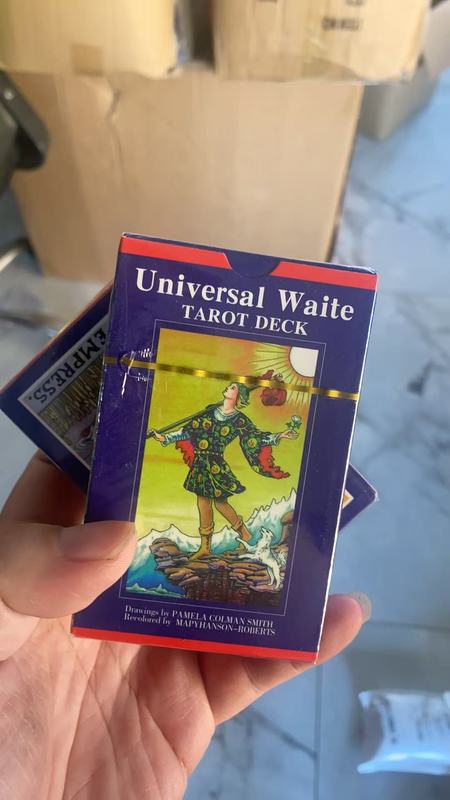 Universal Waite
TAROT DECK
EMPRESS.
Drawings by PAMELA COLMAN SMITH
Recolored by MAPYHANSON-ROBERTS